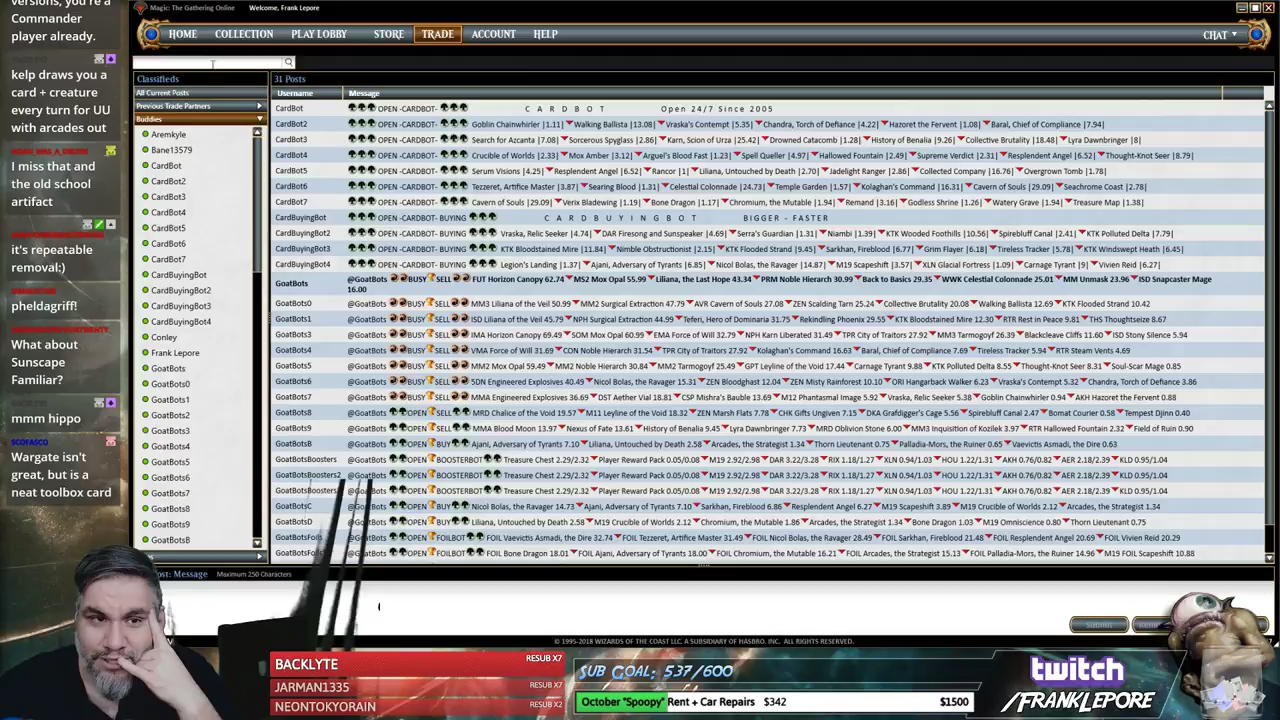 versions, you're a
Commander
player already.
kelp draws you a
card + creature
every turn for UU
with arcades out
I miss that and
the old school
artifact
it's repeatable
removal:)
pheldagriff!
What about
Sunscape
Familiar?
mmm hippo
SCOFASCO
Wargate isn't
great, but is a
neat toolbox card
Magic: The Gathering Online Welcome, Frank Lepore
HOME COLLECTION PLAY LOBBY STORE TRADE ACCOUNT HELP CHAT
Classifieds
All Current Posts
Previous Trade Partners
Buddies
Aremkyle
Bane13579
CardBot
CardBot2
CardBot3
CardBot4
CardBot5
CardBot6
CardBot7
CardBuyingBot
CardBuyingBot2
CardBuyingBot3
CardBuyingBot4
Conley
Frank Lepore
GoatBots
GoatBots0
GoatBots1
GoatBots2
GoatBots3
GoatBots4
GoatBots5
GoatBots6
GoatBots7
GoatBots8
GoatBots9
GoatBotsB
31 Posts
Username Message
CardBot OPEN -CARDBOT- C A R D B O T Open 24/7 Since 2005
CardBot2 OPEN -CARDBOT- Goblin Chainwhirler |1.11| Walking Ballista |13.08| Vraska's Contempt |5.35| Chandra, Torch of Defiance |4.22| Hazoret the Fervent |1.08| Baral, Chief of Compliance |7.94|
CardBot3 OPEN -CARDBOT- Search for Azcanta |7.08| Sorcerous Spyglass |2.86| Karn, Scion of Urza |25.42| Drowned Catacomb |1.28| History of Benalia |9.26| Collective Brutality |18.48| Lyra Dawnbringer |8|
CardBot4 OPEN -CARDBOT- Crucible of Worlds |2.33| Mox Amber |3.12| Arguel's Blood Fast |1.23| Spell Queller |4.97| Hallowed Fountain |2.49| Supreme Verdict |2.31| Resplendent Angel |6.52| Thought-Knot Seer |8.79|
CardBot5 OPEN -CARDBOT- Serum Visions |4.25| Resplendent Angel |6.52| Rancor |1| Liliana, Untouched by Death |2.70| Jadelight Ranger |2.86| Collected Company |16.76| Overgrown Tomb |1.78|
CardBot6 OPEN -CARDBOT- Tezzeret, Artifice Master |3.87| Searing Blood |1.31| Celestial Colonnade |24.73| Temple Garden |1.57| Kolaghan's Command |16.31| Cavern of Souls |29.09| Seachrome Coast |2.78|
CardBot7 OPEN -CARDBOT- Cavern of Souls |29.09| Verix Bladewing |1.19| Bone Dragon |1.17| Chromium, the Mutable |1.94| Remand |3.16| Godless Shrine |1.26| Watery Grave |1.94| Treasure Map |1.38|
CardBuyingBot OPEN -CARDBOT- BUYING C A R D B U Y I N G B O T BIGGER - FASTER
CardBuyingBot2 OPEN -CARDBOT- BUYING Vraska, Relic Seeker |4.74| DAR Firesong and Sunspeaker |4.69| Serra's Guardian |1.31| Niambi |1.39| KTK Wooded Foothills |10.56| Spirebluff Canal |2.41| KTK Polluted Delta |7.79|
CardBuyingBot3 OPEN -CARDBOT- BUYING KTK Bloodstained Mire |11.84| Nimble Obstructionist |2.15| KTK Flooded Strand |9.45| Sarkhan, Fireblood |6.77| Grim Flayer |6.18| Tireless Tracker |5.78| KTK Windswept Heath |6.45|
CardBuyingBot4 OPEN -CARDBOT- BUYING Legion's Landing |1.37| Ajani, Adversary of Tyrants |6.85| Nicol Bolas, the Ravager |14.87| M19 Scapeshift |3.57| XLN Glacial Fortress |1.09| Carnage Tyrant |9| Vivien Reid |6.27|
GoatBots @GoatBots BUSY SELL FUT Horizon Canopy 62.74 MS2 Mox Opal 55.99 Liliana, the Last Hope 43.34 PRM Noble Hierarch 30.99 Back to Basics 29.35 WWK Celestial Colonnade 25.01 MM Unmask 23.96 IXD Snapcaster Mage
16.00
GoatBots0 @GoatBots BUSY SELL MM3 Liliana of the Veil 50.99 MM2 Surgical Extraction 47.79 AVR Cavern of Souls 27.08 ZEN Scalding Tarn 25.24 Collective Brutality 20.08 Walking Ballista 12.69 KTK Flooded Strand 10.42
GoatBots1 @GoatBots BUSY SELL ISD Liliana of the Veil 45.79 NPH Surgical Extraction 44.99 Teferi, Hero of Dominaria 31.75 Rekindling Phoenix 29.55 KTK Bloodstained Mire 12.30 RTR Rest in Peace 9.81 THS Thoughtseize 8.67
GoatBots3 @GoatBots BUSY SELL IMA Horizon Canopy 69.49 SOM Mox Opal 60.99 EMA Force of Will 32.79 NPH Karn Liberated 31.49 TPR City of Traitors 27.92 MM3 Tarmogoyf 26.39 Blackcleave Cliffs 11.60 ISD Stony Silence 5.94
GoatBots4 @GoatBots BUSY SELL VMA Force of Will 31.69 CON Noble Hierarch 31.54 TPR City of Traitors 27.92 Kolaghan's Command 16.63 Baral, Chief of Compliance 7.69 Tireless Tracker 5.94 RTR Steam Vents 4.69
GoatBots5 @GoatBots BUSY SELL MM2 Mox Opal 59.49 MM2 Noble Hierarch 30.84 MM2 Tarmogoyf 25.49 GPT Leyline of the Void 17.44 Carnage Tyrant 9.88 KTK Polluted Delta 8.55 Thought-Knot Seer 8.31 Soul-Scar Mage 0.85
GoatBots6 @GoatBots BUSY SELL 5DN Engineered Explosives 40.49 Nicol Bolas, the Ravager 15.31 ZEN Bloodghast 12.04 ZEN Misty Rainforest 10.10 ORI Hangarback Walker 6.23 Vraska's Contempt 5.32 Chandra, Torch of Defiance 3.86
GoatBots7 @GoatBots BUSY SELL MMA Engineered Explosives 36.69 DST Aether Vial 18.81 CSP Mishra's Bauble 13.69 M12 Phantasmal Image 5.92 Vraska, Relic Seeker 5.38 Goblin Chainwhirler 0.94 AKH Hazoret the Fervent 0.88
GoatBots8 @GoatBots OPEN SELL MRD Chalice of the Void 19.57 M11 Leyline of the Void 18.32 ZEN Marsh Flats 7.78 CHK Gifts Ungiven 7.15 DKA Grafdigger's Cage 5.56 Spirebluff Canal 2.47 Bomat Courier 0.58 Tempest Djinn 0.40
GoatBots9 @GoatBots OPEN SELL MMA Blood Moon 13.97 Nexus of Fate 13.61 History of Benalia 9.45 Lyra Dawnbringer 7.73 MRD Oblivion Stone 6.00 MM3 Inquisition of Kozilek 3.97 RTR Hallowed Fountain 2.32 Field of Ruin 0.90
GoatBotsB @GoatBots OPEN BUY Ajani, Adversary of Tyrants 7.10 Liliana, Untouched by Death 2.58 Arcades, the Strategist 1.34 Thorn Lieutenant 0.75 Palladia-Mors, the Ruiner 0.65 Vaevictis Asmadi, the Dire 0.63
GoatBotsBoosters @GoatBots OPEN BOOSTERBOT Treasure Chest 2.29/2.32 Player Reward Pack 0.05/0.08 M19 2.92/2.98 DAR 3.22/3.28 RIX 1.18/1.27 XLN 0.94/1.03 HOU 1.22/1.31 AKH 0.76/0.82 AER 2.18/2.39 KLD 0.95/1.04
GoatBotsBoosters2 @GoatBots OPEN BOOSTERBOT Treasure Chest 2.29/2.32 Player Reward Pack 0.05/0.08 M19 2.92/2.98 DAR 3.22/3.28 RIX 1.18/1.27 XLN 0.94/1.03 HOU 1.22/1.31 AKH 0.76/0.82 AER 2.18/2.39 KLD 0.95/1.04
GoatBotsBoosters @GoatBots OPEN BOOSTERBOT Treasure Chest 2.29/2.32 Player Reward Pack 0.05/0.08 M19 2.92/2.98 DAR 3.22/3.28 RIX 1.18/1.27 XLN 0.94/1.03 HOU 1.22/1.31 AKH 0.76/0.82 AER 2.18/2.39 KLD 0.95/1.04
GoatBotsC @GoatBots OPEN BUY Nicol Bolas, the Ravager 14.73 Ajani, Adversary of Tyrants 7.10 Sarkhan, Fireblood 6.86 Resplendent Angel 6.27 M19 Scapeshift 3.89 M19 Crucible of Worlds 2.12 Arcades, the Strategist 1.34
GoatBotsD @GoatBots OPEN BUY Liliana, Untouched by Death 2.58 M19 Crucible of Worlds 2.12 Chromium, the Mutable 1.86 Arcades, the Strategist 1.34 Bone Dragon 1.03 M19 Omniscience 0.80 Thorn Lieutenant 0.75
GoatBotsFoils @GoatBots OPEN FOILBOT FOIL Vaevictis Asmadi, the Dire 32.74 FOIL Tezzeret, Artifice Master 31.49 FOIL Nicol Bolas, the Ravager 28.49 FOIL Sarkhan, Fireblood 21.48 FOIL Resplendent Angel 20.69 FOIL Vivien Reid 20.29
GoatBotsFoils @GoatBots OPEN FOILBOT FOIL Bone Dragon 18.01 FOIL Ajani, Adversary of Tyrants 18.00 FOIL Chromium, the Mutable 16.21 FOIL Arcades, the Strategist 15.13 FOIL Palladia-Mors, the Ruiner 14.96 M19 FOIL Scapeshift 10.88
Post: Message Maximum 250 Characters
Submit
© 1995-2018 WIZARDS OF THE COAST LLC, A SUBSIDIARY OF HASBRO, INC. ALL RIGHTS RESERVED.
BACKLYTE RESUB X7
JARMAN1335 RESUB X7
NEONTOKYORAIN RESUB X2
SUB GOAL: 537/600
October "Spoopy" Rent + Car Repairs $342 $1500
twitch
/FRANKLEPORE